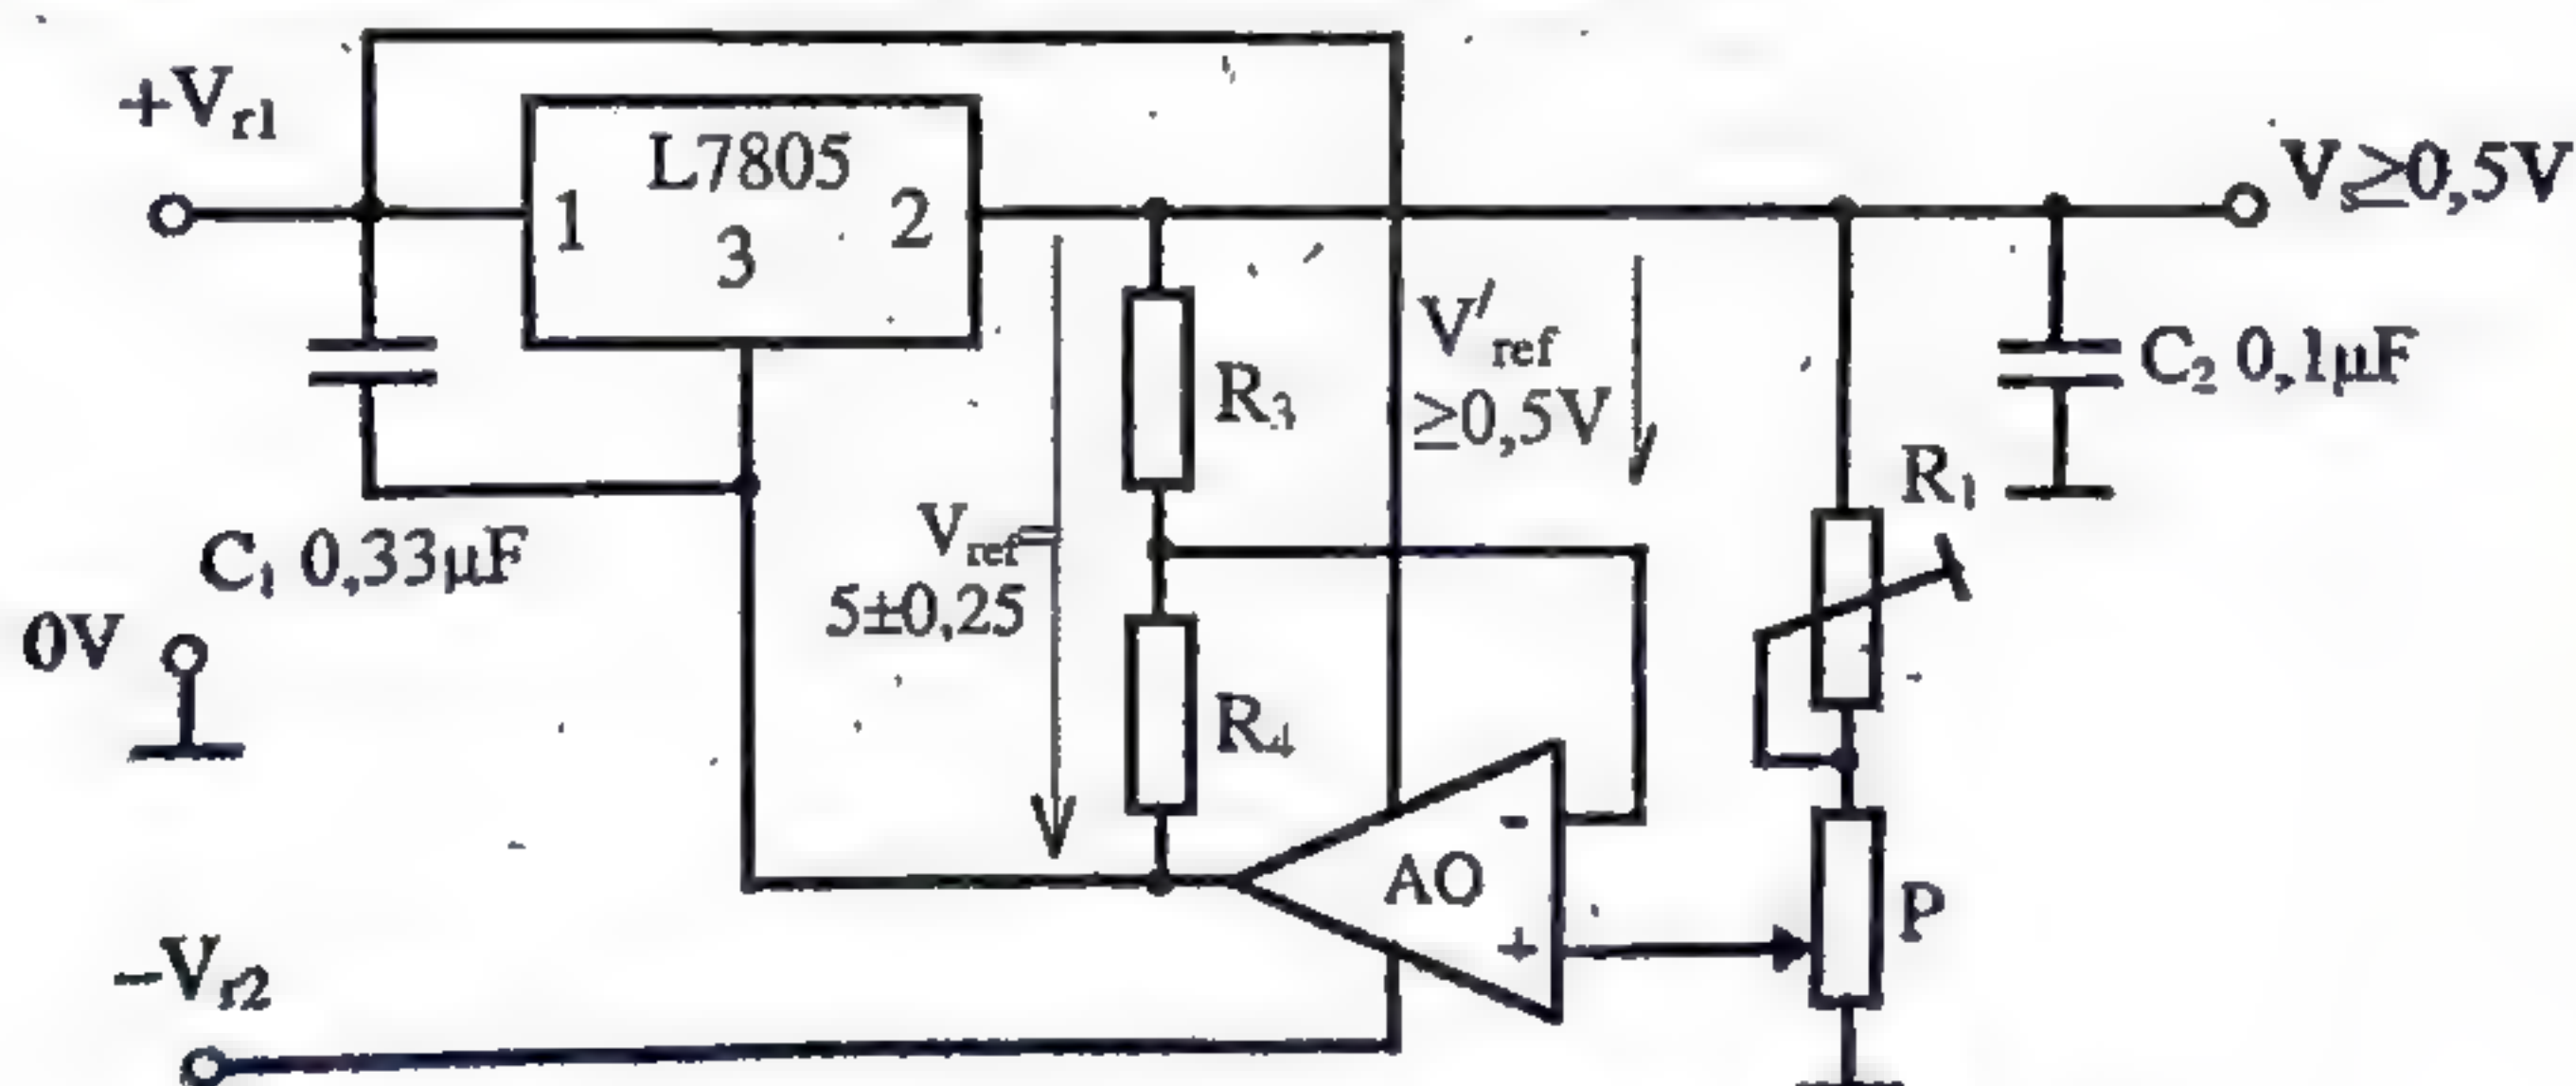 +Vr1
L7805
1
3
2
V≥0,5V
V'ref
≥0,5V
R3
C2 0,1µF
R1
Vref=
5±0,25
C1 0,33µF
0V
R4
-
AO
+
P
-Vr2